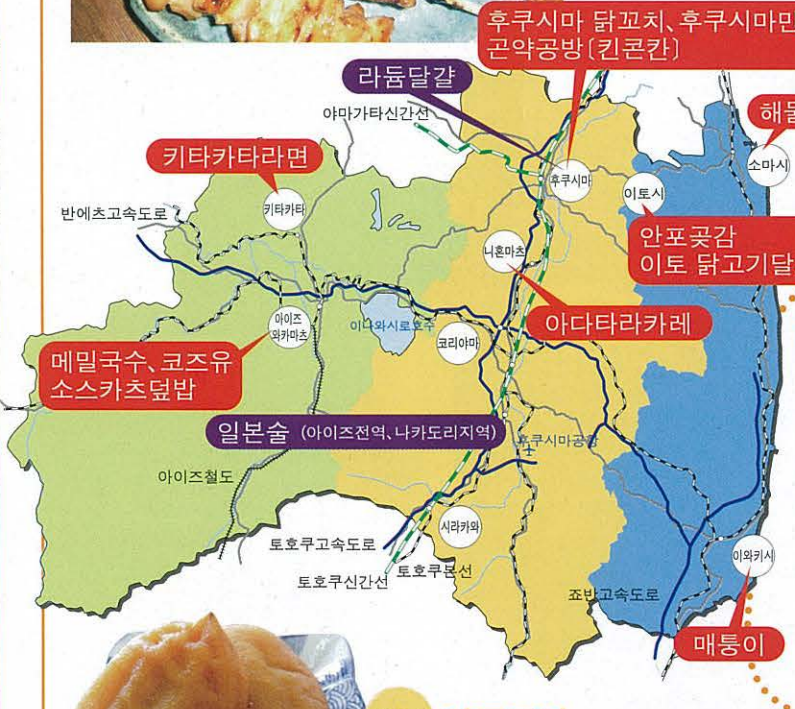 후쿠시마 닭꼬치、후쿠시마만
곤약공방〔킨콘칸〕
라듐달걀
야마가타신간선
해물
키타카타라면
소마시
후쿠시마
이토시
키타카타
반에츠고속도로
안포곶감
이토 닭고기달
니혼마츠
아이즈
와카마츠
이나와시로호수
코리아마
아다타라카레
메밀국수、코즈유
소스카츠덮밥
일본술 (아이즈전역、나카도리지역)
후쿠시마공항
아이즈철도
시라카와
토호쿠고속도로
토호쿠본선
토호쿠신간선
이와키시
죠반고속도로
매퉁이